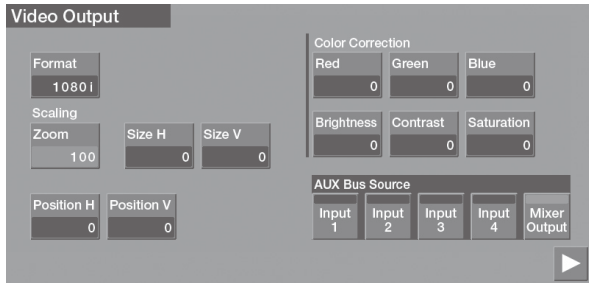 Video Output
Color Correction
Format
Red
Green
Blue
1080i
0
0
0
Scaling
Zoom
Size H
Size V
Brightness
Contrast
Saturation
100
0
0
0
0
0
AUX Bus Source
Position H
Position V
Input
1
Input
2
Input
3
Input
4
Mixer
Output
0
0